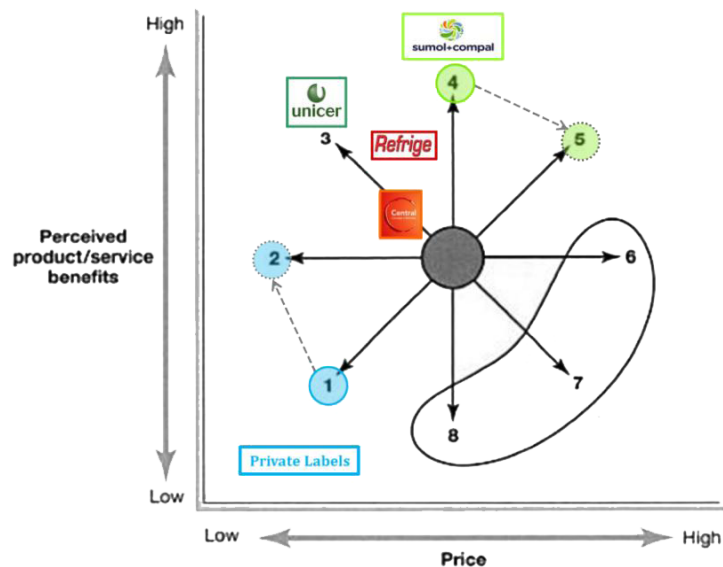 High
sumol+compal
4
unicer
3
Refrige
5
Central
Perceived
product/service
benefits
2
6
1
7
8
Private Labels
Low
Low
High
Price